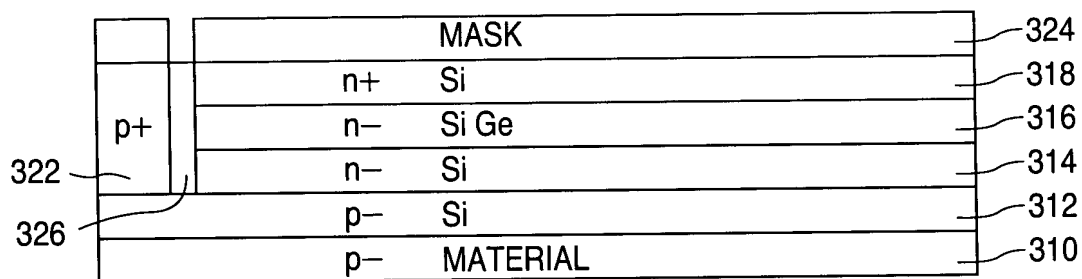 MASK 324
n+ Si 318
p+ n− Si Ge 316
322 n− Si 314
326 p− Si 312
p− MATERIAL 310